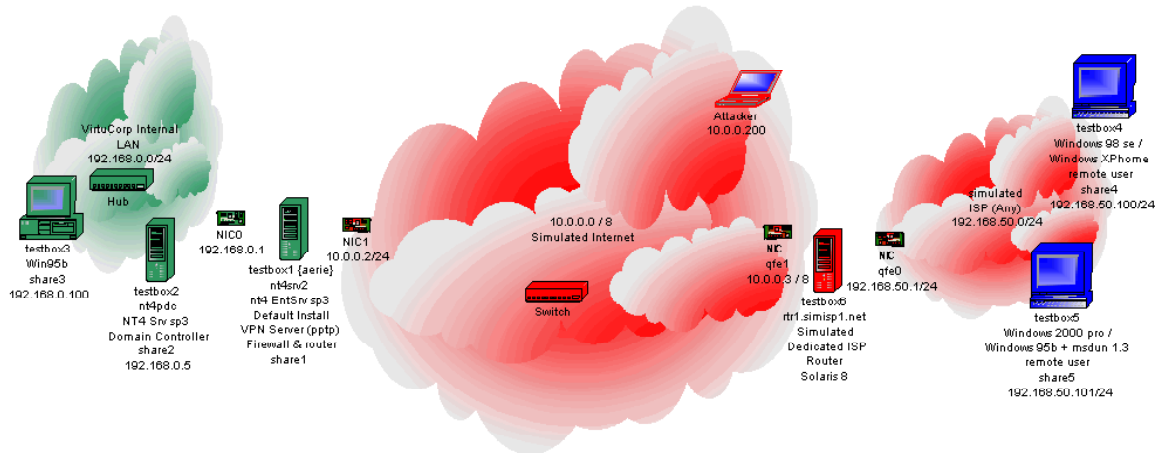 VirtuCorp Internal
LAN
192.168.0.0/24
Hub
testbox3
Win95b
share3
192.168.0.100
testbox2
nt4pdc
NT4 Srv sp3
Domain Controller
share2
192.168.0.5
NIC0
192.168.0.1
testbox1 {aerie}
nt4srv2
nt4 EntSrv sp3
Default Install
VPN Server (pptp)
Firewall & router
share1
NIC1
10.0.0.2/24
Attacker
10.0.0.200
10.0.0.0 / 8
Simulated Internet
Switch
NIC
qfe1
10.0.0.3 / 8
testbox6
rtr1.simisp1.net
Simulated
Dedicated ISP
Router
Solaris 8
NIC
qfe0
192.168.50.1/24
simulated
ISP (Any)
192.168.50.0/24
testbox4
Windows 98 se /
Windows XPhome
remote user
share4
192.168.50.100/24
testbox5
Windows 2000 pro /
Windows 95b + msdun 1.3
remote user
share5
192.168.50.101/24